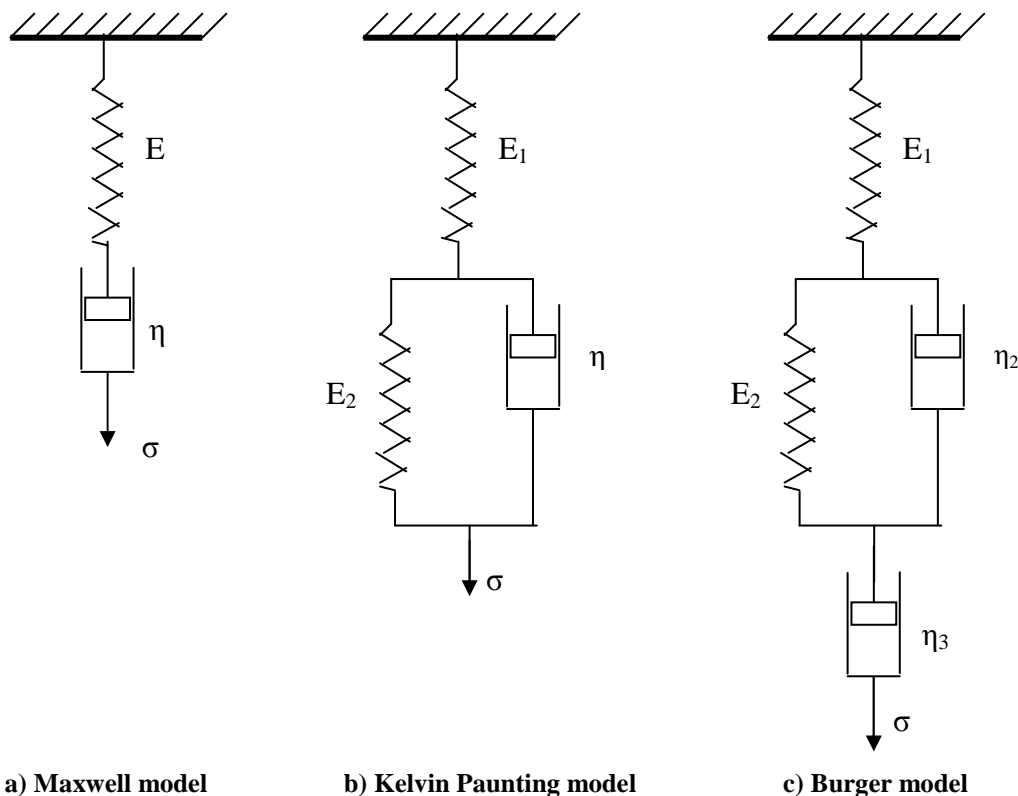 E
η
σ
a) Maxwell model
E₁
E₂
η
σ
b) Kelvin Paunting model
E₁
E₂
η₂
η₃
σ
c) Burger model